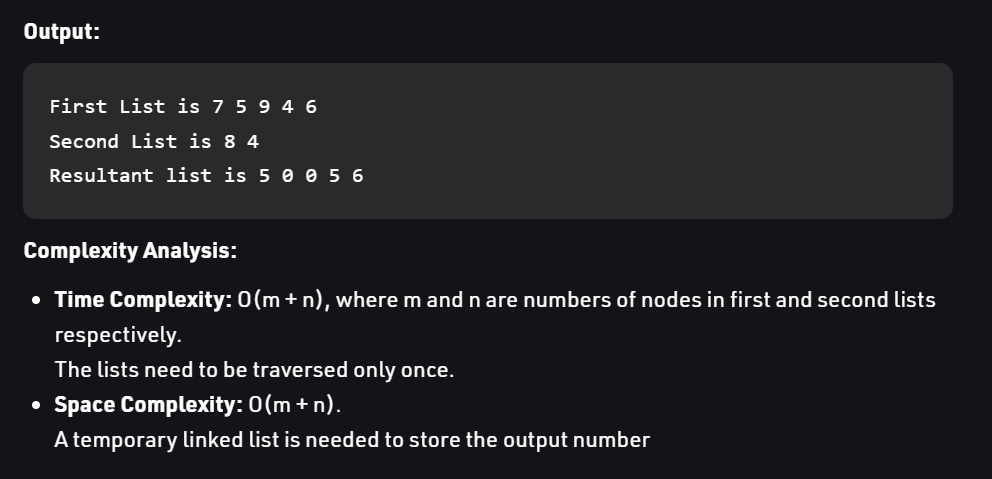 Output:
First List is 7 5 9 4 6
Second List is 8 4
Resultant list is 5 0 0 5 6
Complexity Analysis:
• Time Complexity: O(m + n), where m and n are numbers of nodes in first and second lists
respectively.
The lists need to be traversed only once.
• Space Complexity: O(m + n).
A temporary linked list is needed to store the output number